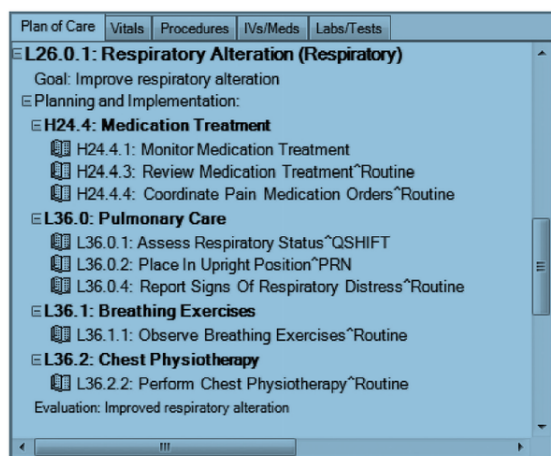 Plan of Care Vitals Procedures IVs/Meds Labs/Tests
L26.0.1: Respiratory Alteration (Respiratory)
Goal: Improve respiratory alteration
Planning and Implementation:
H24.4: Medication Treatment
H24.4.1: Monitor Medication Treatment
H24.4.3: Review Medication Treatment^Routine
H24.4.4: Coordinate Pain Medication Orders^Routine
L36.0: Pulmonary Care
L36.0.1: Assess Respiratory Status^QSHIFT
L36.0.2: Place In Upright Position^PRN
L36.0.4: Report Signs Of Respiratory Distress^Routine
L36.1: Breathing Exercises
L36.1.1: Observe Breathing Exercises^Routine
L36.2: Chest Physiotherapy
L36.2.2: Perform Chest Physiotherapy^Routine
Evaluation: Improved respiratory alteration